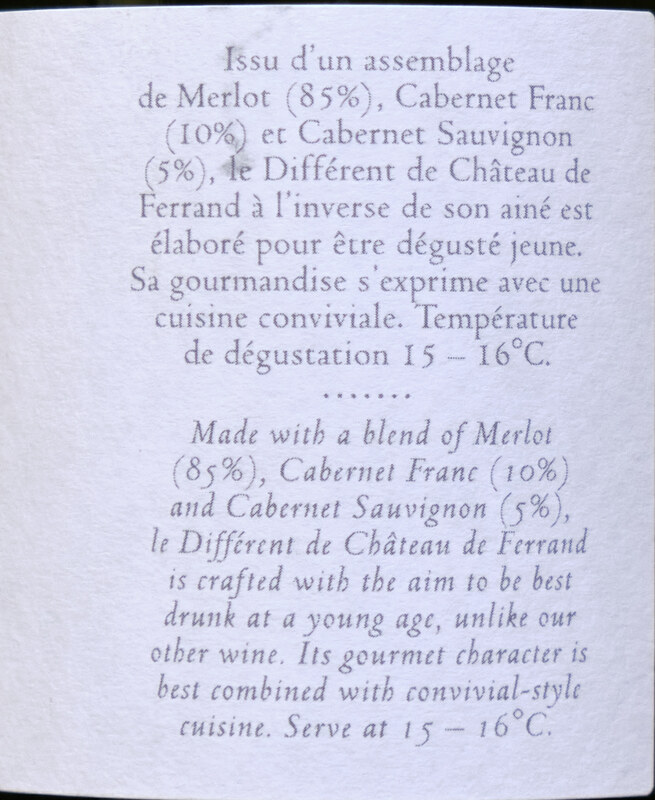 Issu d'un assemblage
de Merlot (85%), Cabernet Franc
(10%) et Cabernet Sauvignon
(5%), le Différent de Château de
Ferrand à l'inverse de son ainé est
élaboré pour être dégusté jeune.
Sa gourmandise s'exprime avec une
cuisine conviviale. Température
de dégustation 15 – 16°C.
.......
Made with a blend of Merlot
(85%), Cabernet Franc (10%)
and Cabernet Sauvignon (5%),
le Différent de Château de Ferrand
is crafted with the aim to be best
drunk at a young age, unlike our
other wine. Its gourmet character is
best combined with convivial-style
cuisine. Serve at 15 – 16°C.